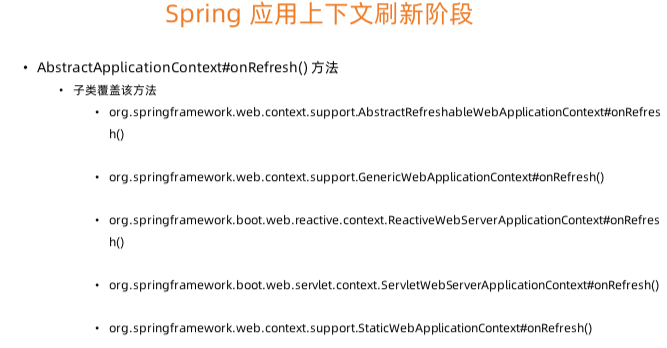 Spring 应用上下文刷新阶段
• AbstractApplicationContext#onRefresh() 方法
• 子类覆盖该方法
• org.springframework.web.context.support.AbstractRefreshableWebApplicationContext#onRefres
h()
• org.springframework.web.context.support.GenericWebApplicationContext#onRefresh()
• org.springframework.boot.web.reactive.context.ReactiveWebServerApplicationContext#onRefres
h()
• org.springframework.boot.web.servlet.context.ServletWebServerApplicationContext#onRefresh()
• org.springframework.web.context.support.StaticWebApplicationContext#onRefresh()